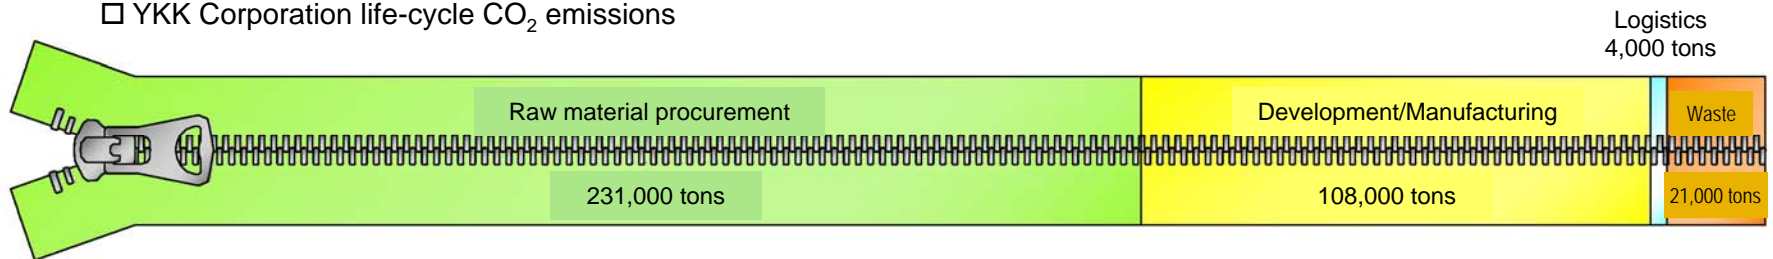 □ YKK Corporation life-cycle CO₂ emissions
Logistics
4,000 tons
Raw material procurement
Development/Manufacturing
Waste
231,000 tons
108,000 tons
21,000 tons